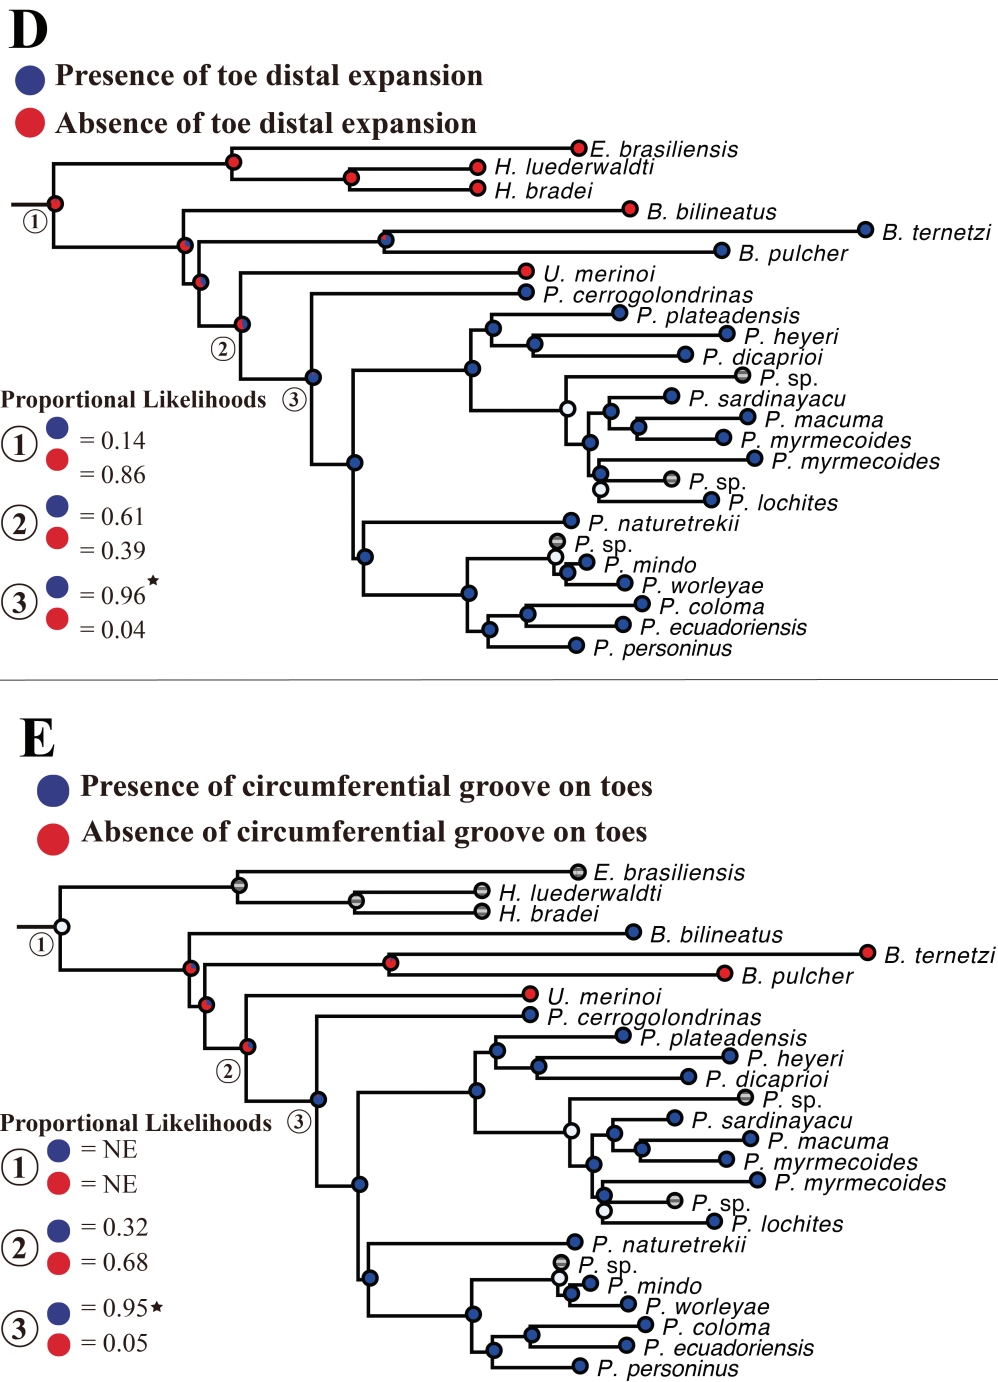 D
Presence of toe distal expansion
Absence of toe distal expansion
E. brasiliensis
H. luederwaldti
H. bradei
1
B. bilineatus
B. ternetzi
B. pulcher
U. merinoi
P. cerrogolondrinas
P. plateadensis
2
P. heyeri
P. dicaprioi
P. sp.
3
P. sardinayacu
P. macuma
P. myrmecoides
P. myrmecoides
P. sp.
P. lochites
P. naturetrekii
P. sp.
P. mindo
P. worleyae
P. coloma
P. ecuadoriensis
P. personinus
Proportional Likelihoods
1
= 0.14
= 0.86
2
= 0.61
= 0.39
3
= 0.96★
= 0.04
E
Presence of circumferential groove on toes
Absence of circumferential groove on toes
E. brasiliensis
H. luederwaldti
H. bradei
1
B. bilineatus
B. ternetzi
B. pulcher
U. merinoi
P. cerrogolondrinas
P. plateadensis
2
P. heyeri
P. dicaprioi
P. sp.
3
P. sardinayacu
P. macuma
P. myrmecoides
P. myrmecoides
P. sp.
P. lochites
P. naturetrekii
P. sp.
P. mindo
P. worleyae
P. coloma
P. ecuadoriensis
P. personinus
Proportional Likelihoods
1
= NE
= NE
2
= 0.32
= 0.68
3
= 0.95★
= 0.05